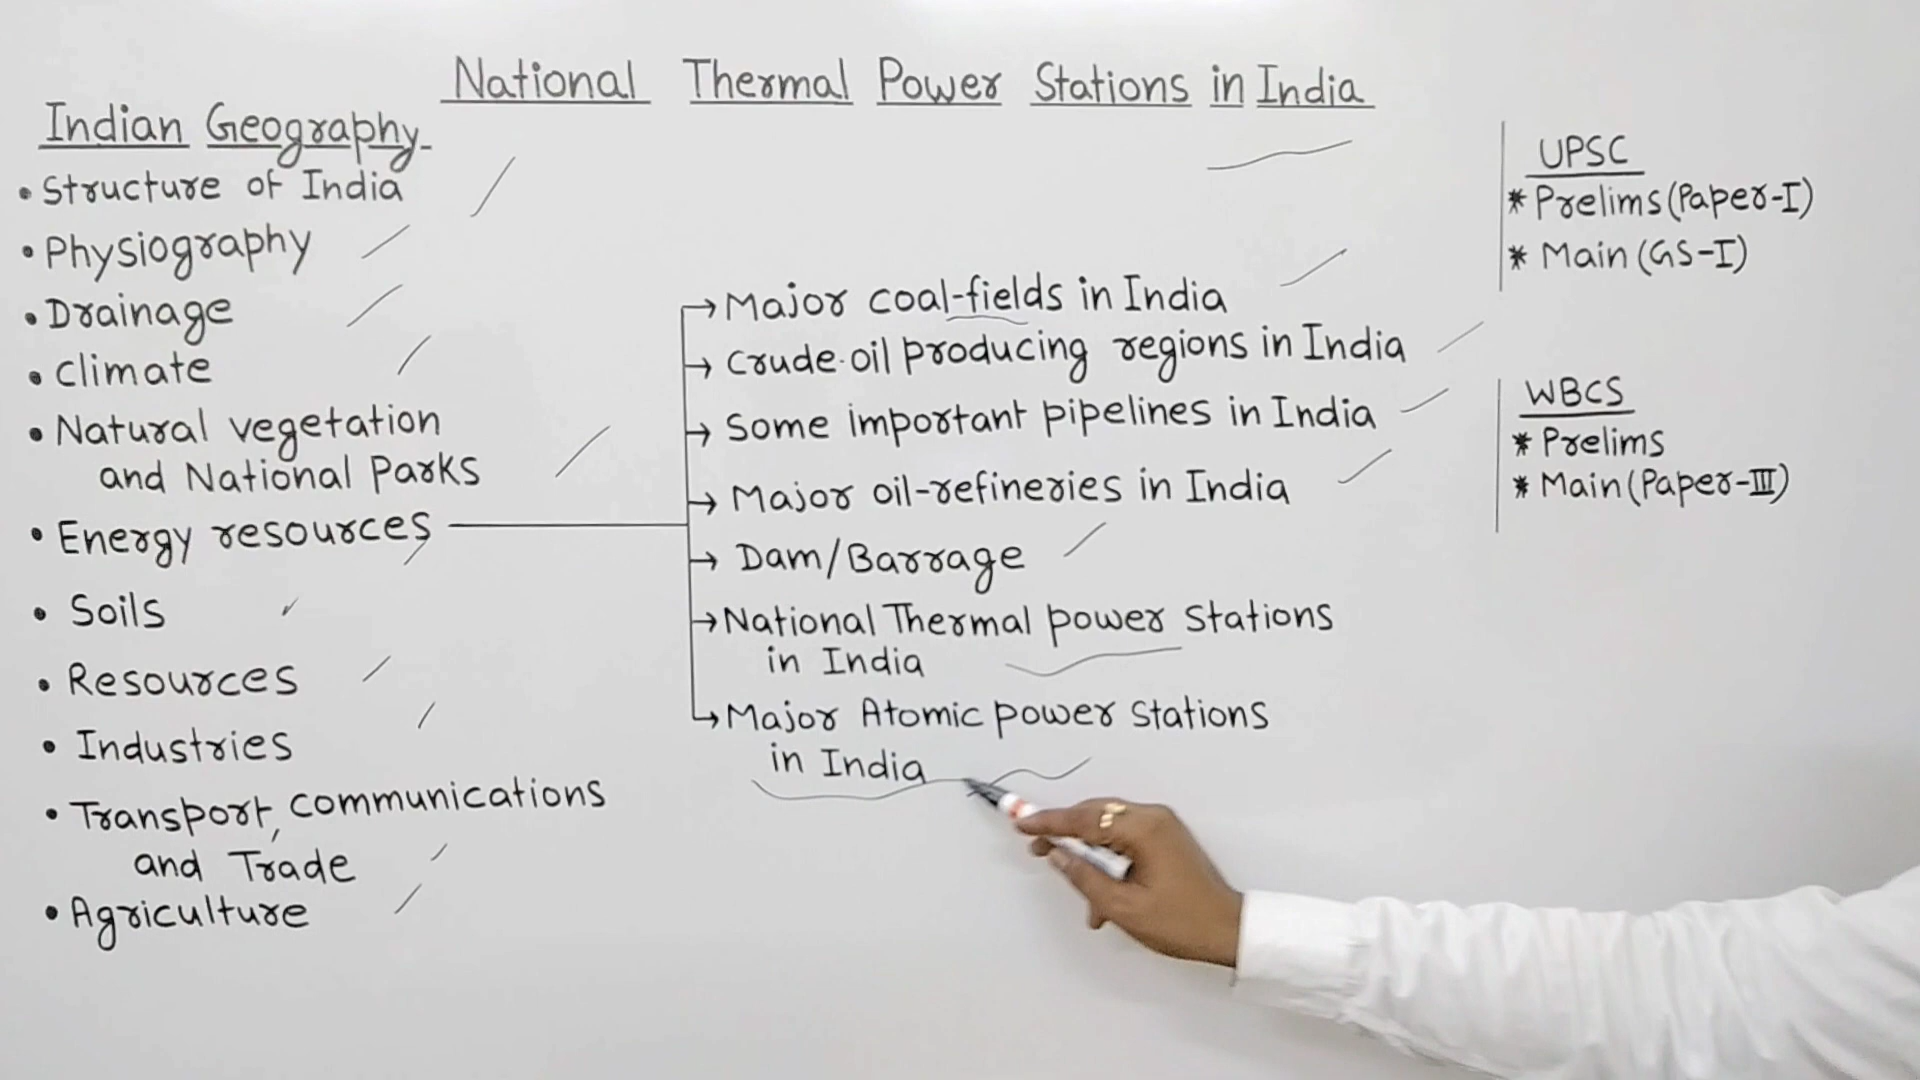 National Thermal Power Stations in India
Indian Geography
• Structure of India
• Physiography
• Drainage
• Climate
• Natural vegetation
and National Parks
• Energy resources
• Soils
• Resources
• Industries
• Transport, communications
and Trade
• Agriculture
→ Major coal-fields in India
→ Crude-oil producing regions in India
→ Some important pipelines in India
→ Major oil-refineries in India
→ Dam/Barrage
→ National Thermal power stations
in India
→ Major Atomic power stations
in India
UPSC
* Prelims (Paper-I)
* Main (GS-I)
WBCS
* Prelims
* Main (Paper-III)